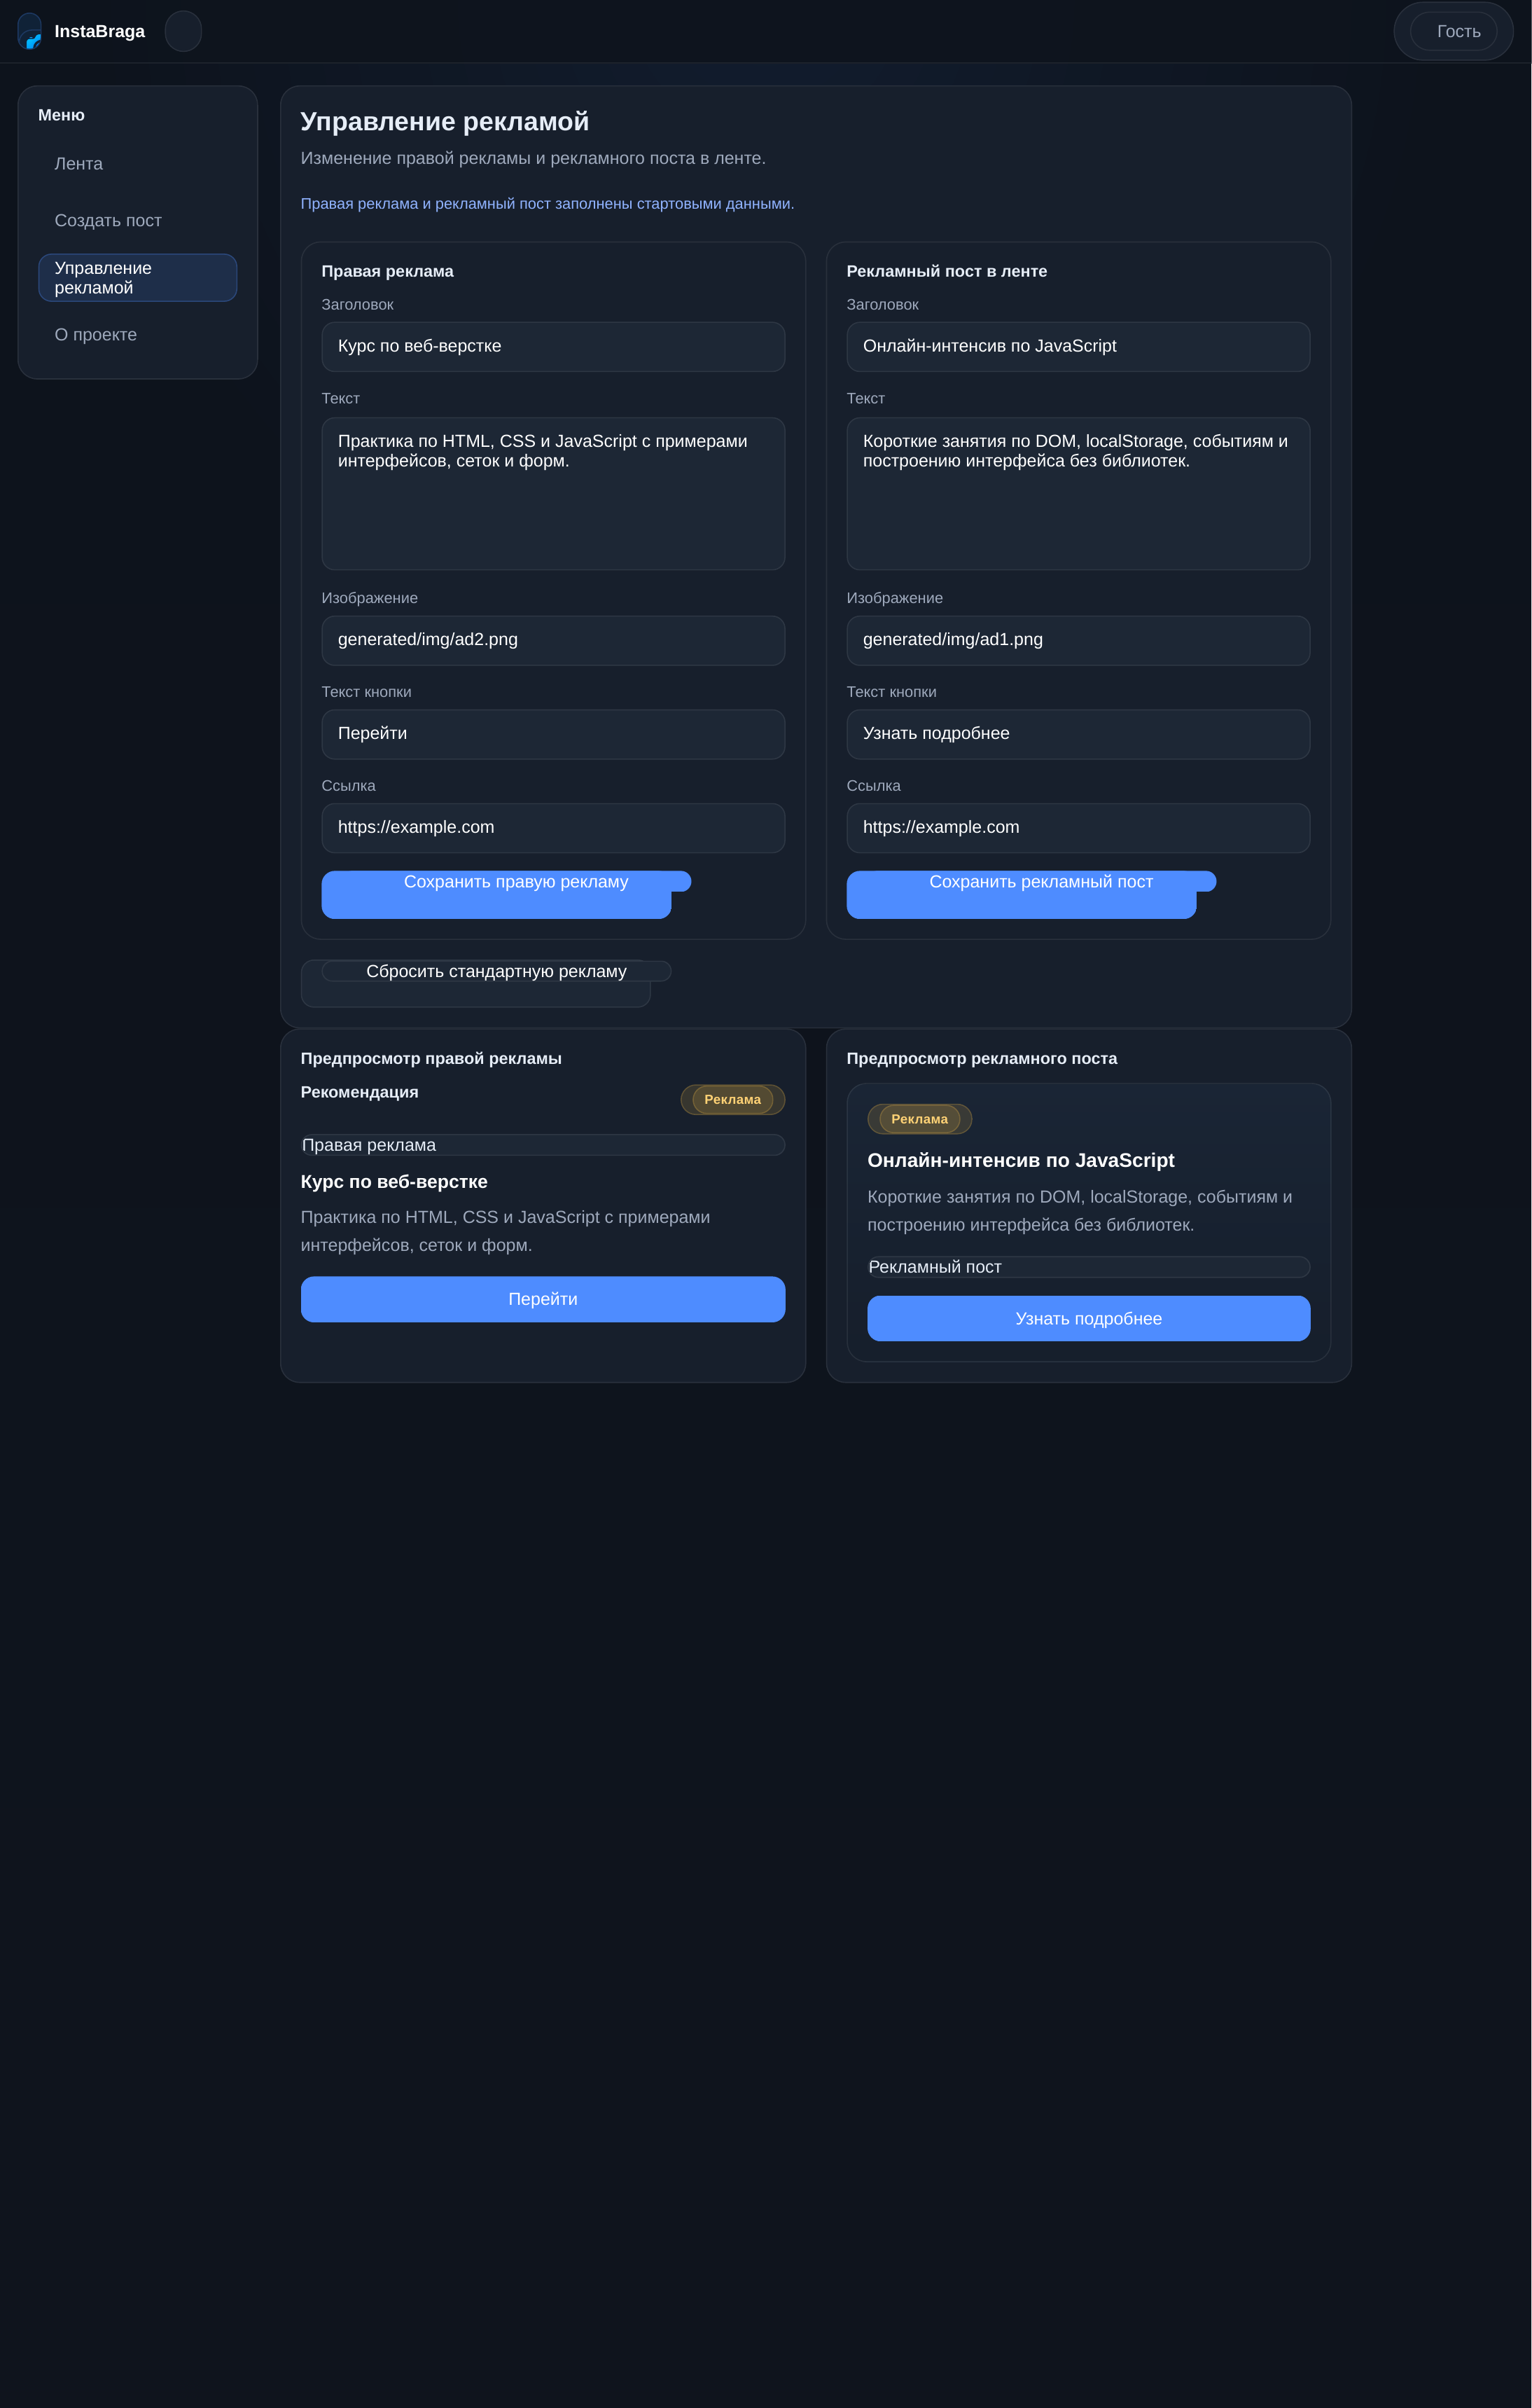 InstaBraga
Гость
Меню
Лента
Создать пост
Управление
рекламой
О проекте
Управление рекламой
Изменение правой рекламы и рекламного поста в ленте.
Правая реклама и рекламный пост заполнены стартовыми данными.
Правая реклама
Заголовок
Курс по веб-верстке
Текст
Практика по HTML, CSS и JavaScript с примерами
интерфейсов, сеток и форм.
Изображение
generated/img/ad2.png
Текст кнопки
Перейти
Ссылка
https://example.com
Сохранить правую рекламу
Рекламный пост в ленте
Заголовок
Онлайн-интенсив по JavaScript
Текст
Короткие занятия по DOM, localStorage, событиям и
построению интерфейса без библиотек.
Изображение
generated/img/ad1.png
Текст кнопки
Узнать подробнее
Ссылка
https://example.com
Сохранить рекламный пост
Сбросить стандартную рекламу
Предпросмотр правой рекламы
Рекомендация
Реклама
Правая реклама
Курс по веб-верстке
Практика по HTML, CSS и JavaScript с примерами
интерфейсов, сеток и форм.
Перейти
Предпросмотр рекламного поста
Реклама
Онлайн-интенсив по JavaScript
Короткие занятия по DOM, localStorage, событиям и
построению интерфейса без библиотек.
Рекламный пост
Узнать подробнее